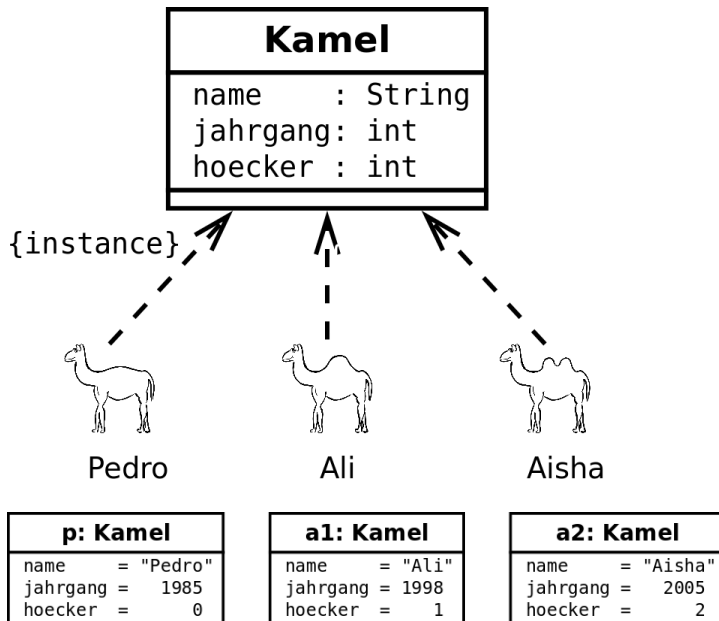 Kamel
name : String
jahrgang: int
hoecker : int
{instance}
Pedro
Ali
Aisha
p: Kamel
name = "Pedro"
jahrgang = 1985
hoecker = 0
a1: Kamel
name = "Ali"
jahrgang = 1998
hoecker = 1
a2: Kamel
name = "Aisha"
jahrgang = 2005
hoecker = 2